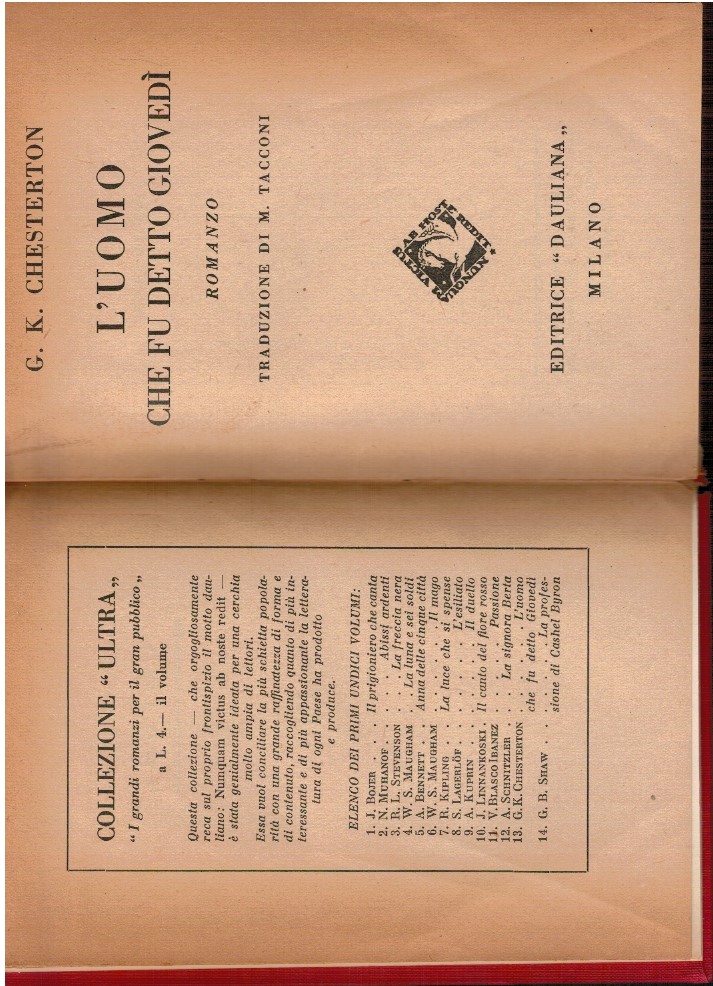 COLLEZIONE “ULTRA„
“I grandi romanzi per il gran pubblico„
a L. 4.— il volume
Questa collezione — che orgogliosamente
reca sul proprio frontispizio il motto dau-
liano: Numquam victus ab noste redit —
è stata genialmente ideata per una cerchia
molto ampia di lettori.
Essa vuol conciliare la più schietta popola-
rità con una grande raffinatezza di forma e
di contenuto, raccogliendo quanto di più in-
teressante e di più appassionante la lettera-
tura di ogni Paese ha prodotto
e produce.
ELENCO DEI PRIMI UNDICI VOLUMI:
1. J. BOJER . . . Il prigioniero che canta
2. N. MUHANOF . . . Abissi ardenti
3. R. L. STEVENSON . . . La freccia nera
4. W. S. MAUGHAM . . La luna e sei soldi
5. A. BENNETT . . Anna delle cinque città
6. W. S. MAUGHAM . . . . . Il mago
7. R. KIPLING . . La luce che si spense
8. S. LAGERLÖF . . . . . L'esiliato
9. A. KUPRIN . . . . . Il duello
10. J. LINNANKOSKI . Il canto del fiore rosso
11. V. BLASCO IBANEZ . . . . Passione
12. A. SCHNITZLER . . La signora Berta
13. G. K. CHESTERTON . . . . L'uomo
che fu detto Giovedì
14. G. B. SHAW . . . . . La profes-
sione di Cashel Byron
G. K. CHESTERTON
L'UOMO
CHE FU DETTO GIOVEDÌ
ROMANZO
TRADUZIONE DI M. TACCONI
NUNQUAM VICTUS AB HOSTE REDIT
EDITRICE “DAULIANA„
MILANO